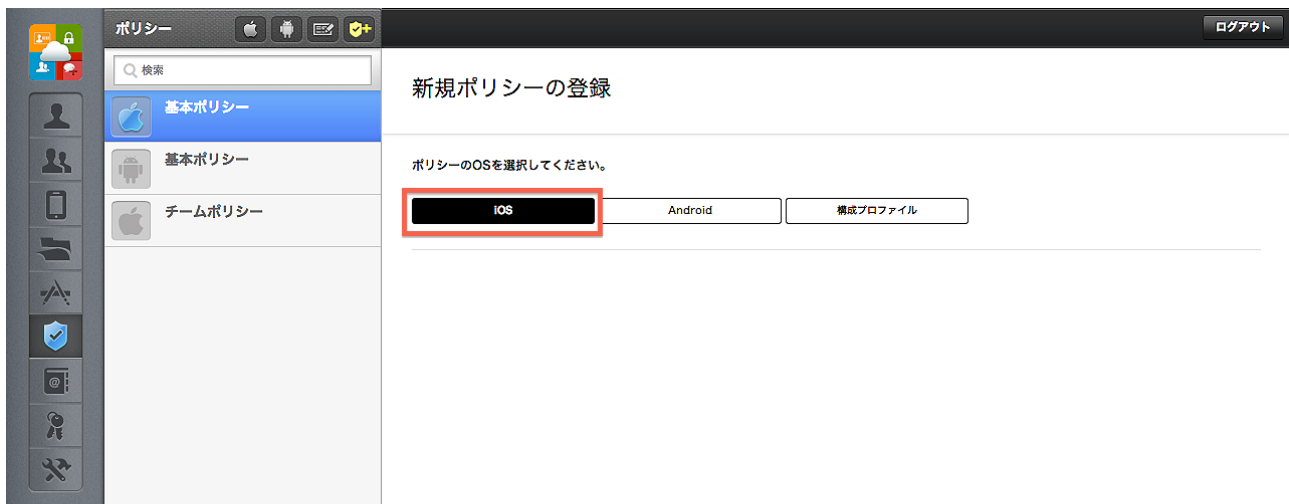 ポリシー
ログアウト
検索
新規ポリシーの登録
基本ポリシー
基本ポリシー
ポリシーのOSを選択してください。
チームポリシー
iOS
Android
構成プロファイル
@